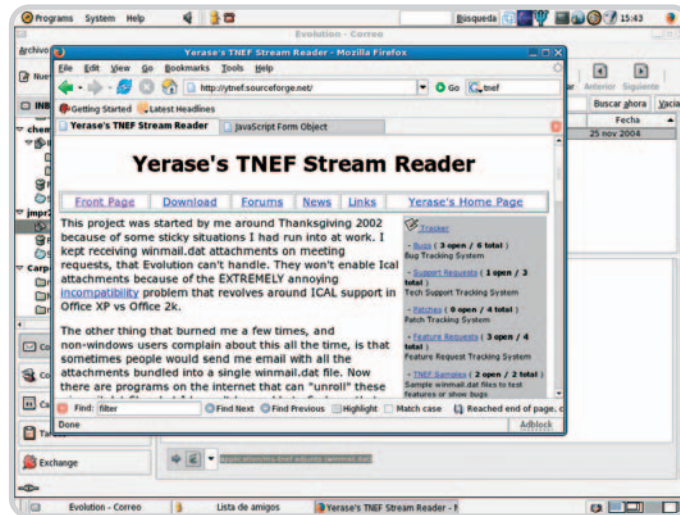 Programs System Help
Búsqueda
15:43
Evolution - Correo
Archivo
Yerase's TNEF Stream Reader - Mozilla Firefox
File Edit View Go Bookmarks Tools Help
http://ytnef.sourceforge.net/
Go
tnef
Anterior Siguiente
Getting Started Latest Headlines
Buscar ahora
Yerase's TNEF Stream Reader
JavaScript Form Object
Fecha
25 nov 2004
Yerase's TNEF Stream Reader
Front Page Download Forums News Links Yerase's Home Page
This project was started by me around Thanksgiving 2002
because of some sticky situations I had run into at work. I
kept receiving winmail.dat attachments on meeting
requests, that Evolution can't handle. They won't enable Ical
attachments because of the EXTREMELY annoying
incompatibility problem that revolves around ICAL support in
Office XP vs Office 2k.
The other thing that burned me a few times, and
non-windows users complain about this all the time, is that
sometimes people would send me email with all the
attachments bundled into a single winmail.dat file. Now
there are programs on the internet that can "unroll" these
Tracker
- Bugs ( 3 open / 6 total )
Bug Tracking System
- Support Requests ( 1 open / 3
total )
Tech Support Tracking System
- Patches ( 0 open / 4 total )
Patch Tracking System
- Feature Requests ( 3 open / 4
total )
Feature Request Tracking System
- TNEF Samples ( 2 open / 2 total )
Sample winmail.dat files to test
features or show bugs
Find: filter
Find Next Find Previous Highlight Match case Reached end of page, c
Done
Adblock
Exchange
Evolution - Correo
Lista de amigos
Yerase's TNEF Stream Reader - M